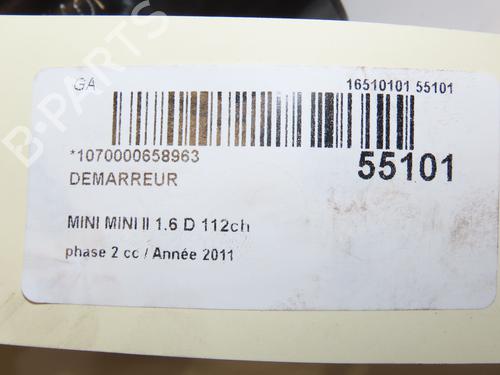 GA
16510101 55101
*1070000658963
55101
DEMARREUR
MINI MINI II 1.6 D 112ch
phase 2 cc / Année 2011
B-PARTS